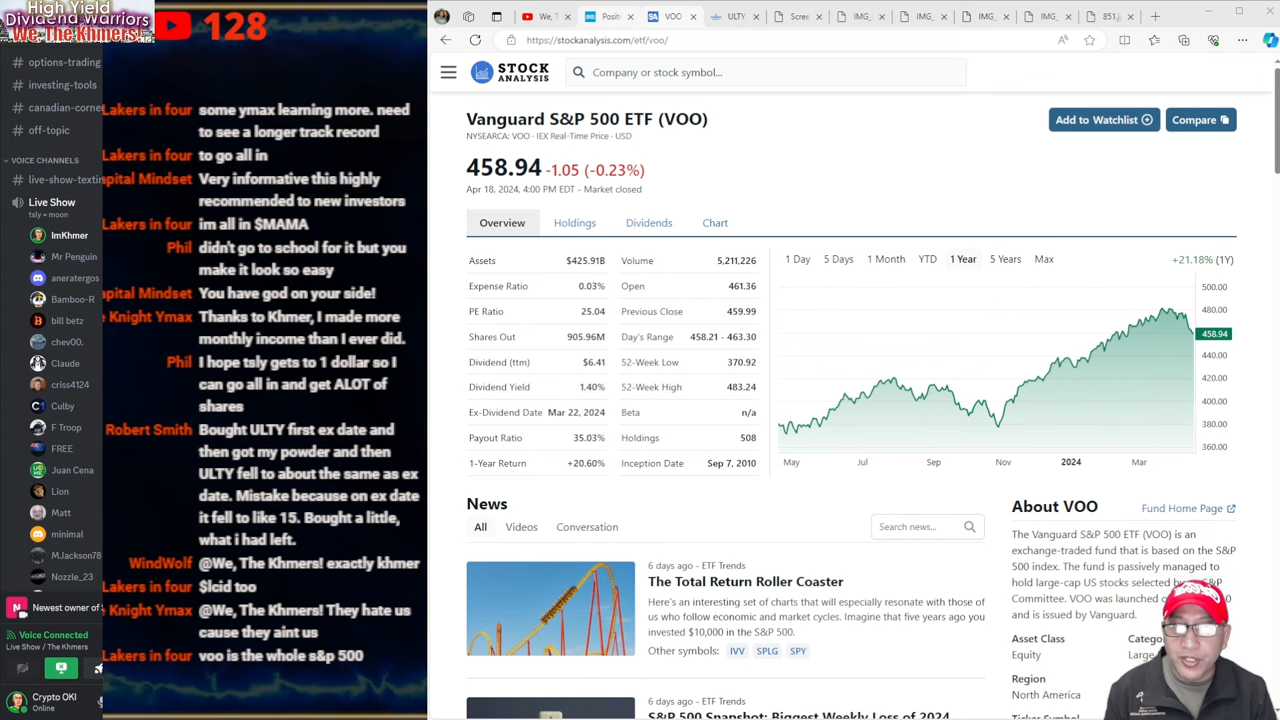 High Yield
Dividend Warriors
We, The Khmers!
128
options-trading
investing-tools
canadian-corne
off-topic
VOICE CHANNELS
live-show-textin
Live Show
tsly = moon
ImKhmer
Mr Penguin
aneratergos
Bamboo-R
bill betz
chev00.
Claude
criss4124
Culby
F Troop
FREE
Juan Cena
Lion
Matt
minimal
MJackson78
Nozzle_23
Newest owner of
Voice Connected
Live Show / The Khmers
Crypto OKI
Online
Lakers in four some ymax learning more. need
to see a longer track record
Lakers in four to go all in
pital Mindset Very informative this highly
recommended to new investors
Lakers in four im all in $MAMA
Phil didn't go to school for it but you
make it look so easy
pital Mindset You have god on your side!
Knight Ymax Thanks to Khmer, I made more
monthly income than I ever did.
Phil I hope tsly gets to 1 dollar so I
can go all in and get ALOT of
shares
Robert Smith Bought ULTY first ex date and
then got my powder and then
ULTY fell to about the same as ex
date. Mistake because on ex date
it fell to like 15. Bought a little,
what i had left.
WindWolf @We, The Khmers! exactly khmer
Lakers in four $lcid too
Knight Ymax @We, The Khmers! They hate us
cause they aint us
Lakers in four voo is the whole s&p 500
We, T
Posit
VOO
ULTY
Scree
IMG_
IMG_
IMG_
IMG_
851.j
https://stockanalysis.com/etf/voo/
STOCK
ANALYSIS
Company or stock symbol...
Vanguard S&P 500 ETF (VOO)
NYSEARCA: VOO · IEX Real-Time Price · USD
Add to Watchlist
Compare
458.94 -1.05 (-0.23%)
Apr 18, 2024, 4:00 PM EDT - Market closed
Overview Holdings Dividends Chart
Assets $425.91B Volume 5,211,226
Expense Ratio 0.03% Open 461.36
PE Ratio 25.04 Previous Close 459.99
Shares Out 905.96M Day's Range 458.21 - 463.30
Dividend (ttm) $6.41 52-Week Low 370.92
Dividend Yield 1.40% 52-Week High 483.24
Ex-Dividend Date Mar 22, 2024 Beta n/a
Payout Ratio 35.03% Holdings 508
1-Year Return +20.60% Inception Date Sep 7, 2010
1 Day 5 Days 1 Month YTD 1 Year 5 Years Max +21.18% (1Y)
500.00
480.00
458.94
440.00
420.00
400.00
380.00
360.00
May Jul Sep Nov 2024 Mar
News
All Videos Conversation
Search news...
6 days ago - ETF Trends
The Total Return Roller Coaster
Here's an interesting set of charts that will especially resonate with those of
us who follow economic and market cycles. Imagine that five years ago you
invested $10,000 in the S&P 500.
Other symbols: IVV SPLG SPY
6 days ago - ETF Trends
S&P 500 Snapshot: Biggest Weekly Loss of 2024
About VOO
Fund Home Page
The Vanguard S&P 500 ETF (VOO) is an
exchange-traded fund that is based on the S&P
500 index. The fund is passively managed to
hold large-cap US stocks selected by S&P
Committee. VOO was launched 0
and is issued by Vanguard.
Asset Class
Categ
Equity
Large
Region
North America
Ticker Symbol